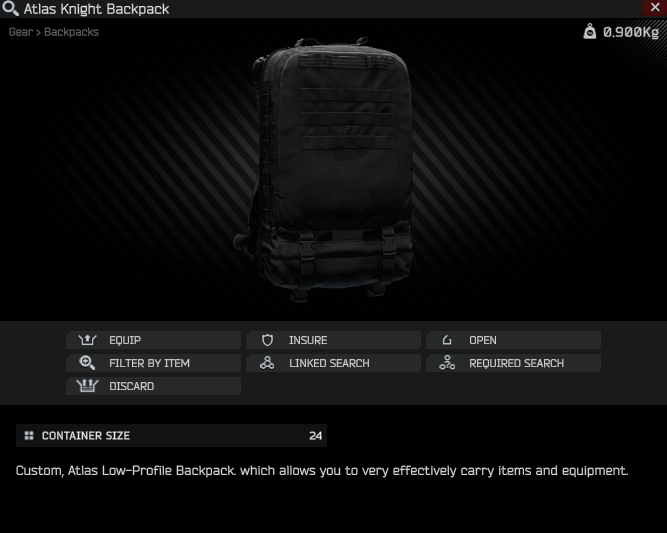 Atlas Knight Backpack
Gear > Backpacks
0.900Kg
EQUIP
INSURE
OPEN
FILTER BY ITEM
LINKED SEARCH
REQUIRED SEARCH
DISCARD
CONTAINER SIZE 24
Custom, Atlas Low-Profile Backpack. which allows you to very effectively carry items and equipment.